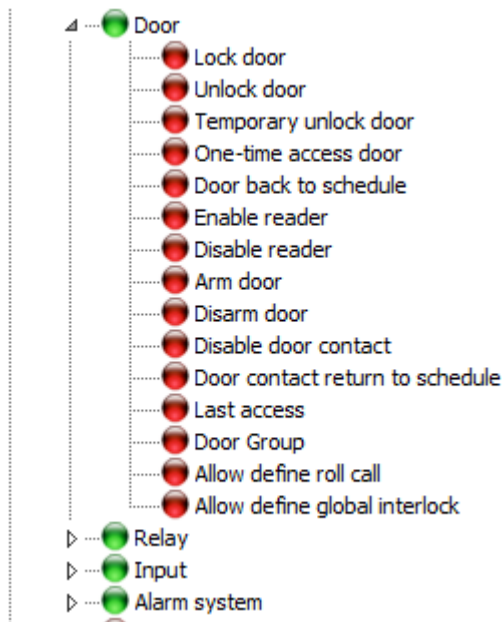 Door
Lock door
Unlock door
Temporary unlock door
One-time access door
Door back to schedule
Enable reader
Disable reader
Arm door
Disarm door
Disable door contact
Door contact return to schedule
Last access
Door Group
Allow define roll call
Allow define global interlock
Relay
Input
Alarm system